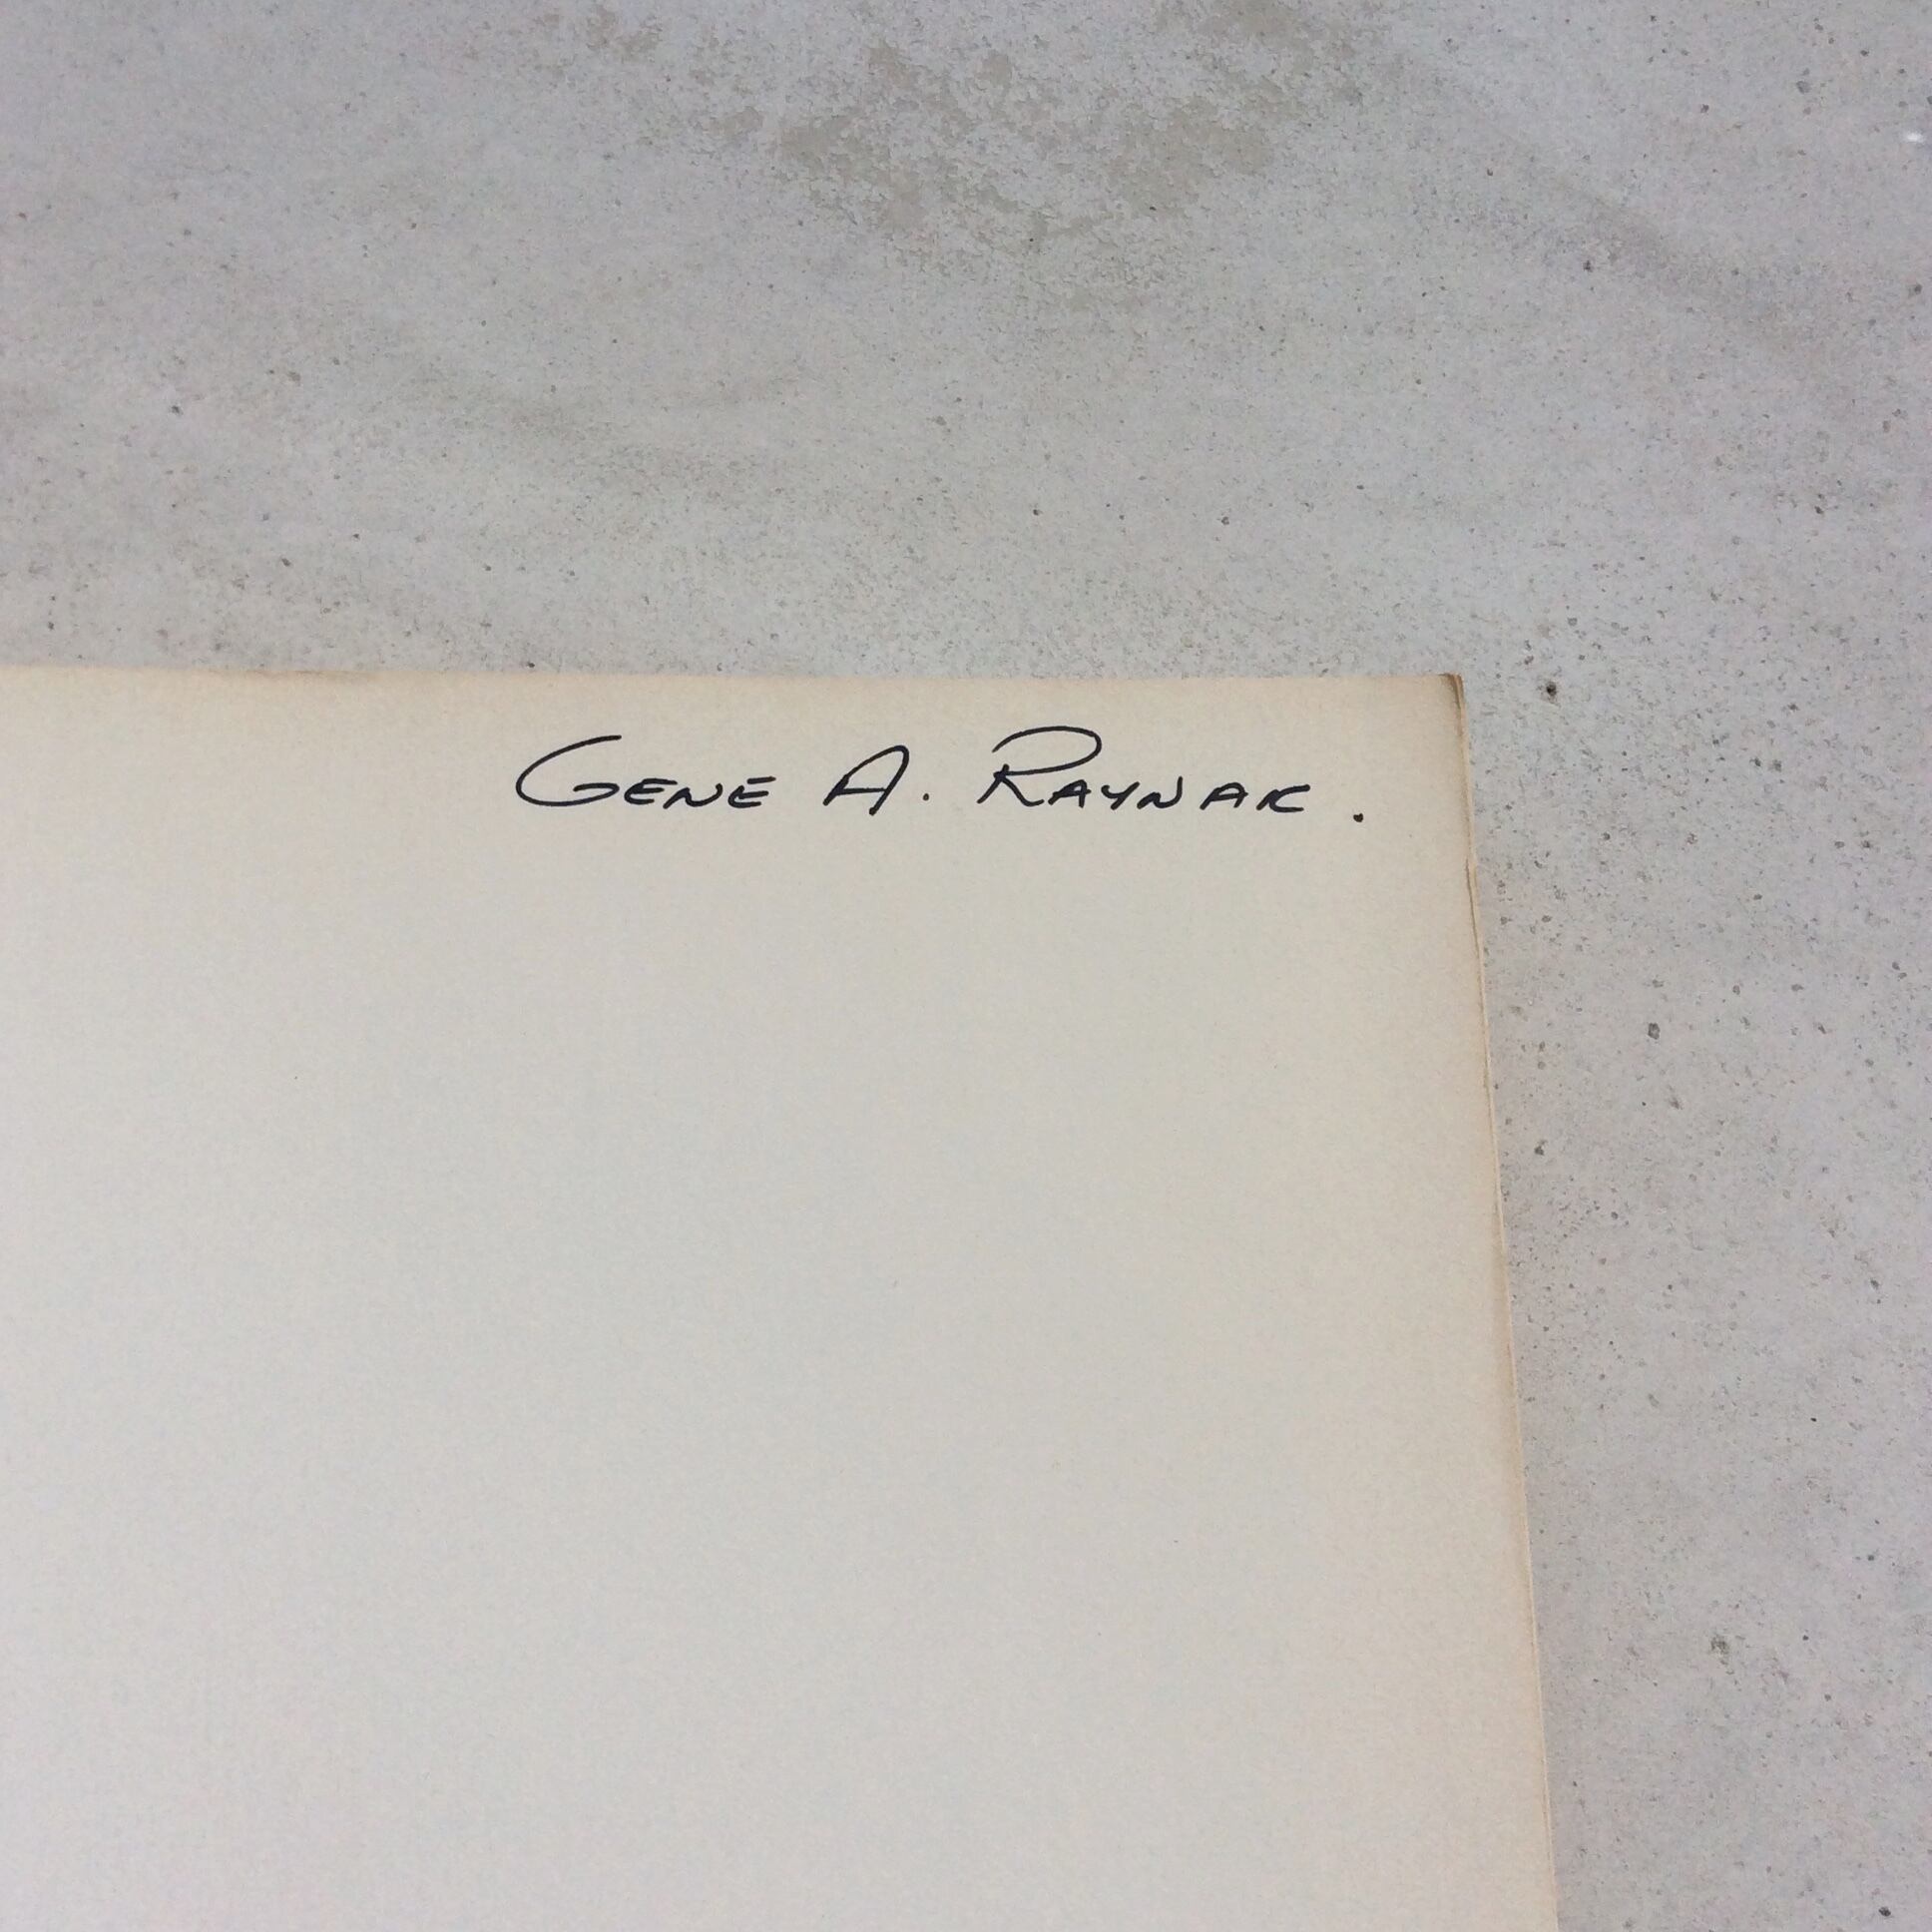 GENE A. RAYNAK.